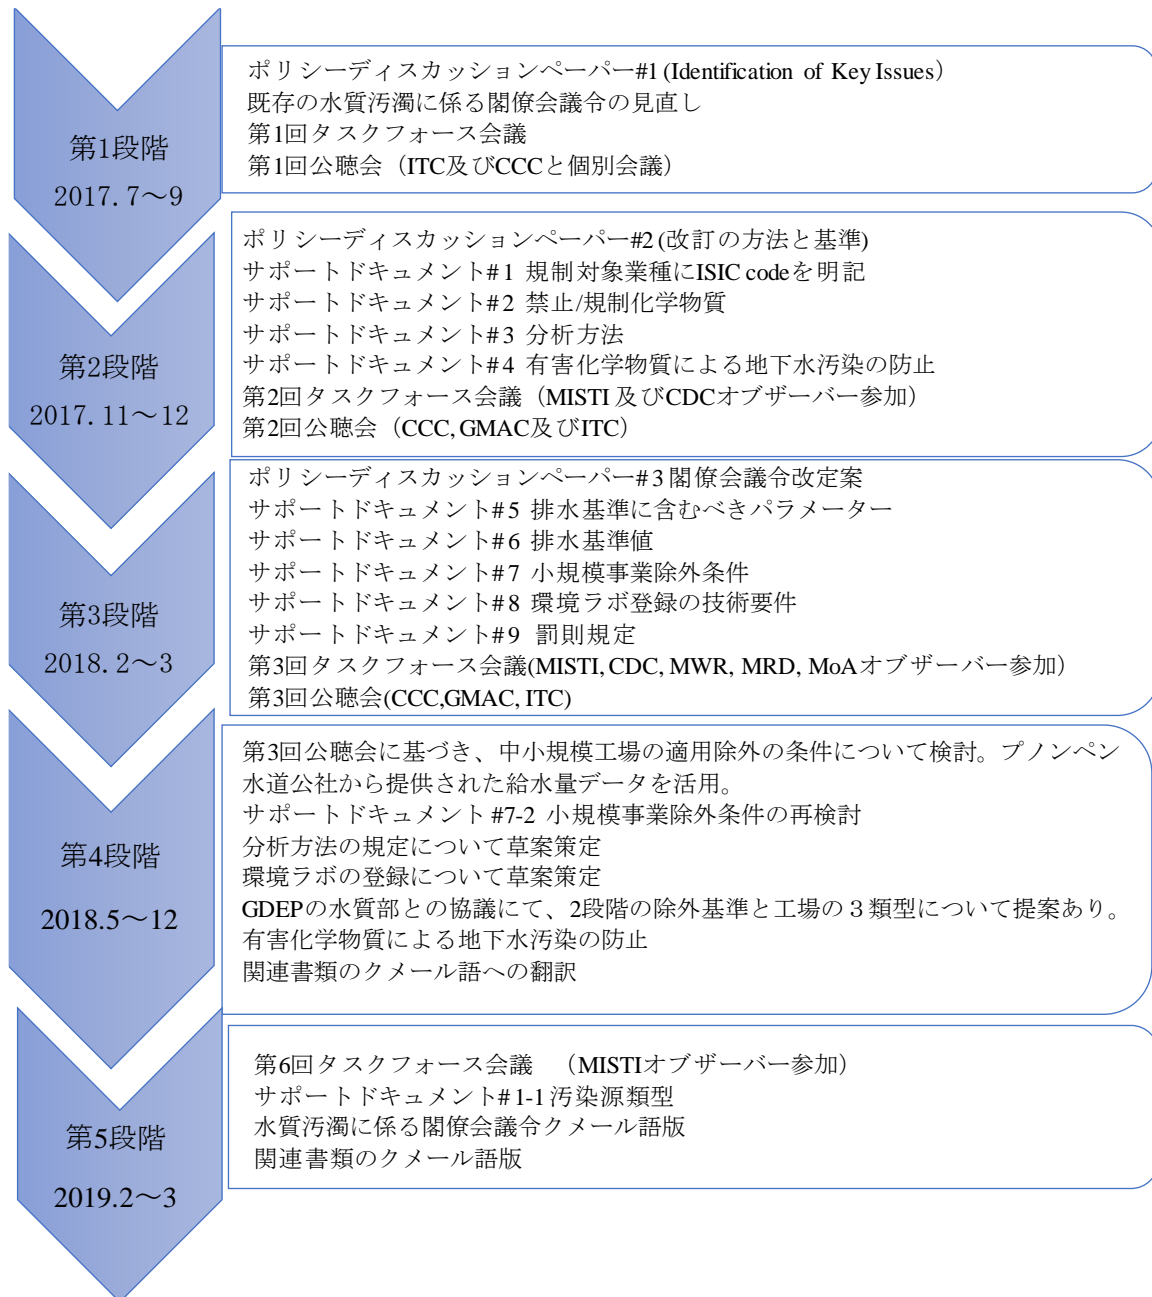 第1段階
2017.7～9
ポリシーディスカッションペーパー#1 (Identification of Key Issues）
既存の水質汚濁に係る閣僚会議令の見直し
第1回タスクフォース会議
第1回公聴会（ITC及びCCCと個別会議）
第2段階
2017.11～12
ポリシーディスカッションペーパー#2 (改訂の方法と基準)
サポートドキュメント#1 規制対象業種にISIC codeを明記
サポートドキュメント#2 禁止/規制化学物質
サポートドキュメント#3 分析方法
サポートドキュメント#4 有害化学物質による地下水汚染の防止
第2回タスクフォース会議（MISTI 及びCDCオブザーバー参加）
第2回公聴会（CCC, GMAC及びITC）
第3段階
2018.2～3
ポリシーディスカッションペーパー#3 閣僚会議令改定案
サポートドキュメント#5 排水基準に含むべきパラメーター
サポートドキュメント#6 排水基準値
サポートドキュメント#7 小規模事業除外条件
サポートドキュメント#8 環境ラボ登録の技術要件
サポートドキュメント#9 罰則規定
第3回タスクフォース会議(MISTI, CDC, MWR, MRD, MoAオブザーバー参加）
第3回公聴会(CCC,GMAC, ITC)
第4段階
2018.5～12
第3回公聴会に基づき、中小規模工場の適用除外の条件について検討。プノンペン
水道公社から提供された給水量データを活用。
サポートドキュメント #7-2 小規模事業除外条件の再検討
分析方法の規定について草案策定
環境ラボの登録について草案策定
GDEPの水質部との協議にて、2段階の除外基準と工場の３類型について提案あり。
有害化学物質による地下水汚染の防止
関連書類のクメール語への翻訳
第5段階
2019.2～3
第6回タスクフォース会議　（MISTIオブザーバー参加）
サポートドキュメント#1-1 汚染源類型
水質汚濁に係る閣僚会議令クメール語版
関連書類のクメール語版